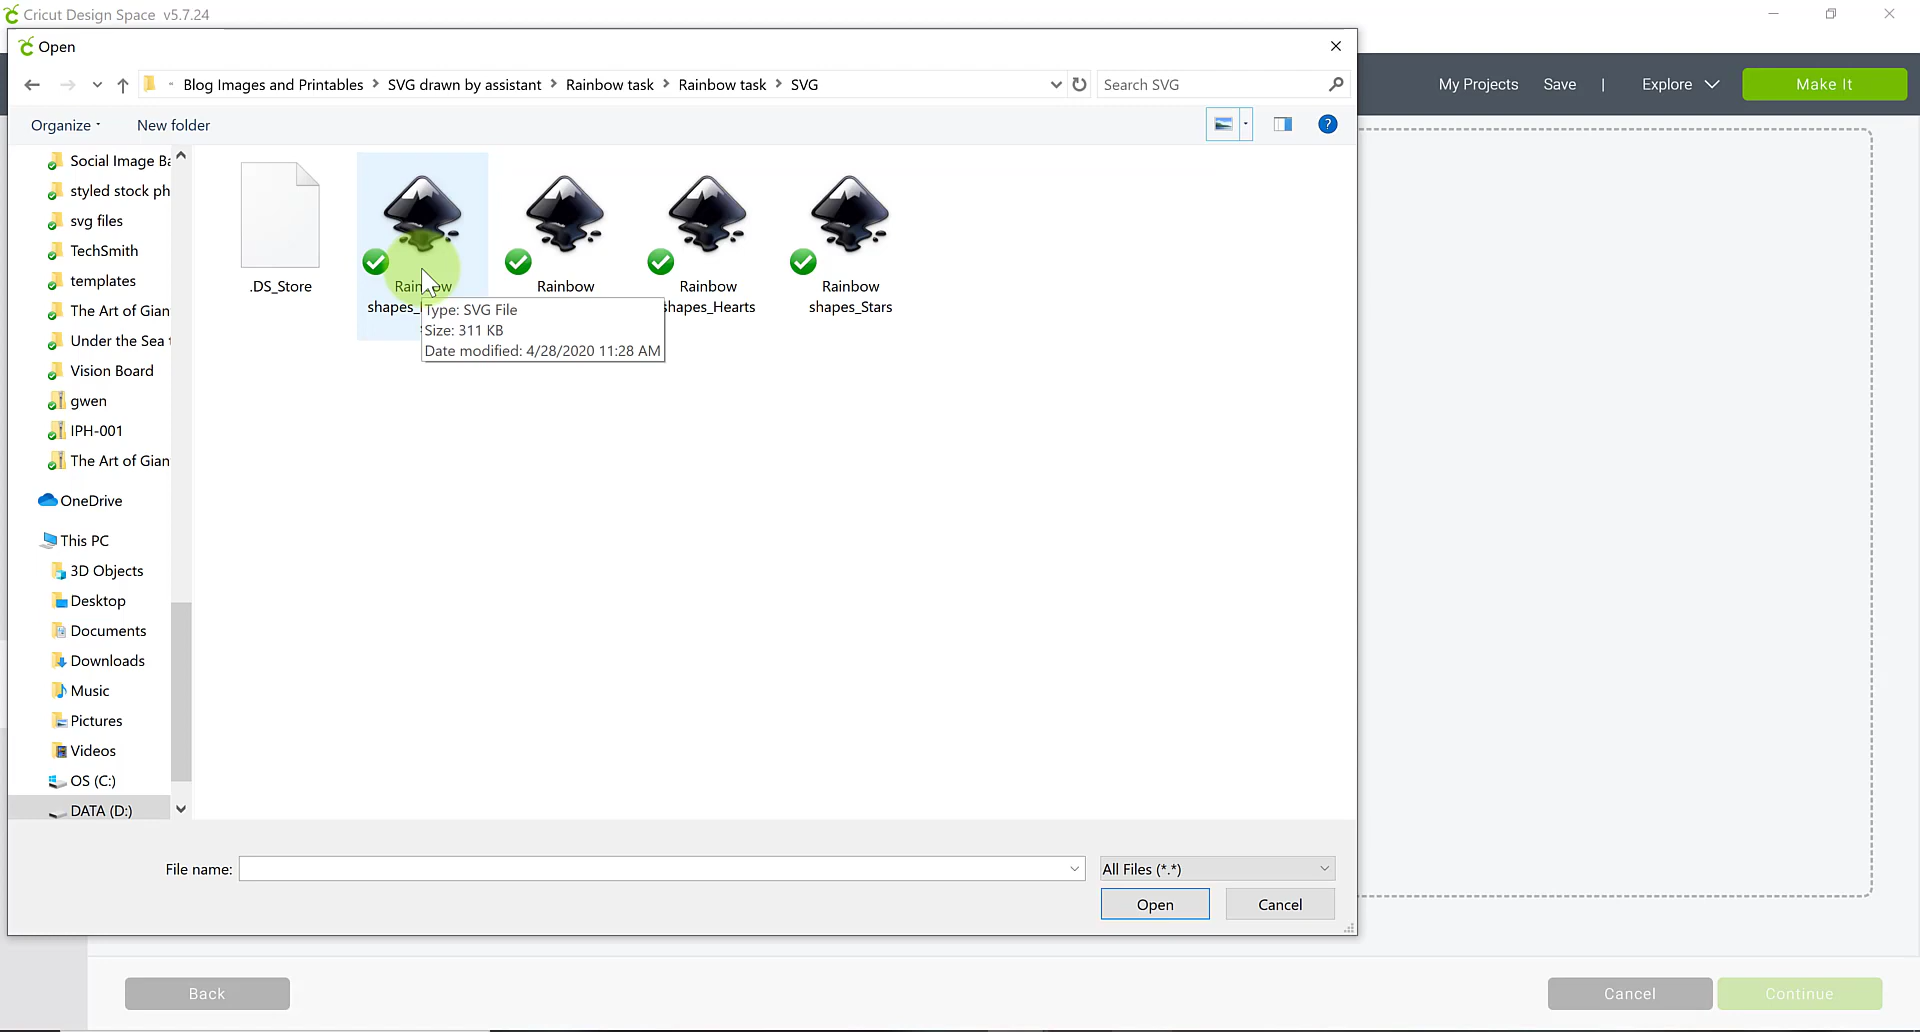 Cricut Design Space v5.7.24
Open
Blog Images and Printables > SVG drawn by assistant > Rainbow task > Rainbow task > SVG
Search SVG
My Projects Save | Explore Make It
Organize New folder
Social Image Ba
styled stock ph
svg files
TechSmith
templates
The Art of Gian
Under the Sea t
Vision Board
gwen
IPH-001
The Art of Gian
OneDrive
This PC
3D Objects
Desktop
Documents
Downloads
Music
Pictures
Videos
OS (C:)
DATA (D:)
.DS_Store
Rainbow
shapes_
Rainbow
Rainbow
shapes_Hearts
Rainbow
shapes_Stars
Type: SVG File
Size: 311 KB
Date modified: 4/28/2020 11:28 AM
File name:
All Files (*.*)
Open Cancel
Back Cancel Continue